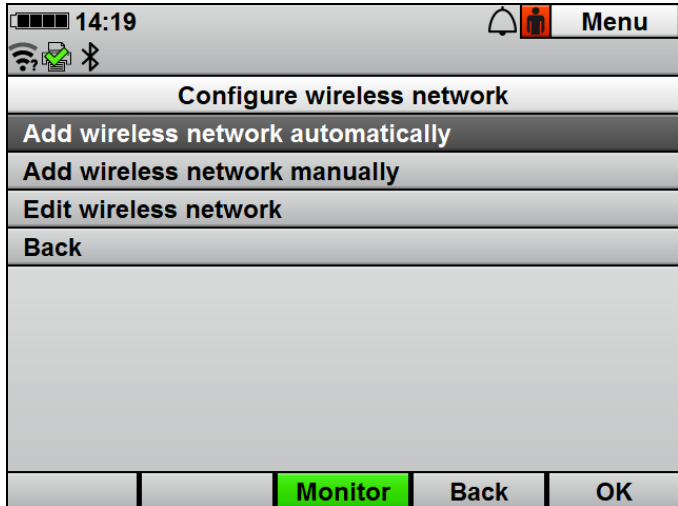 14:19 Menu
?
Configure wireless network
Add wireless network automatically
Add wireless network manually
Edit wireless network
Back
Monitor Back OK